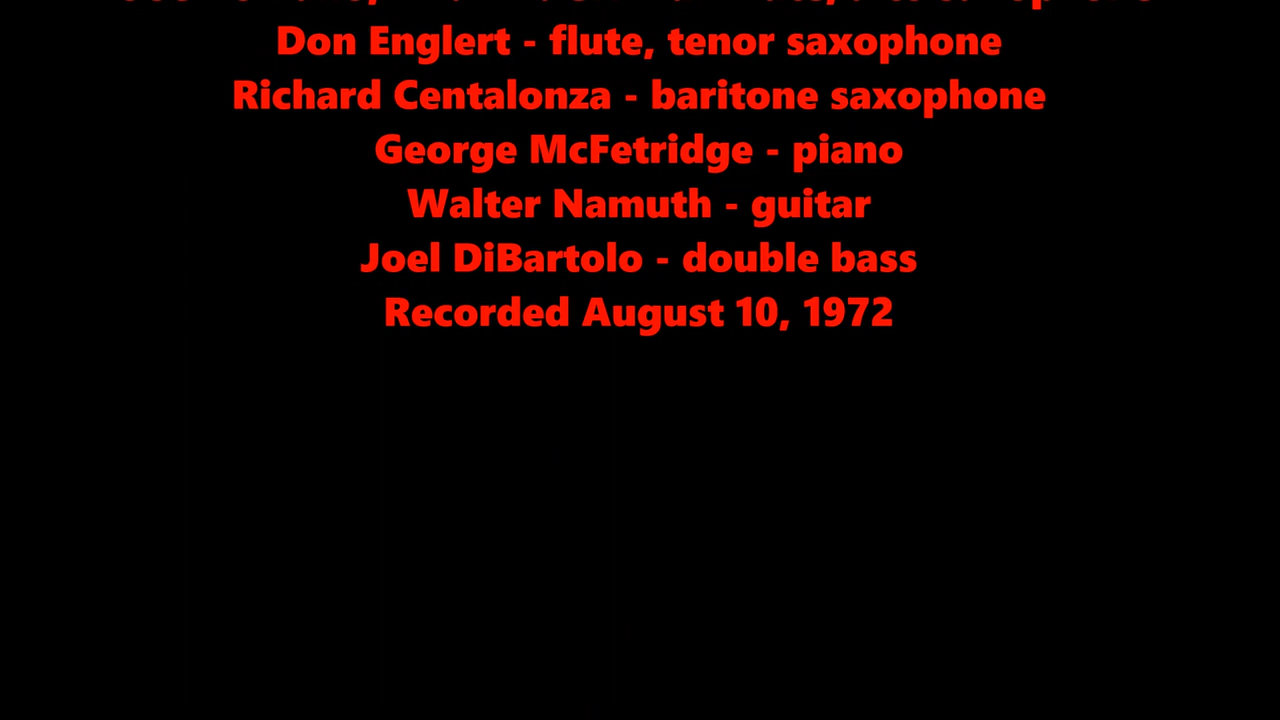 Don Englert - flute, tenor saxophone
Richard Centalonza - baritone saxophone
George McFetridge - piano
Walter Namuth - guitar
Joel DiBartolo - double bass
Recorded August 10, 1972